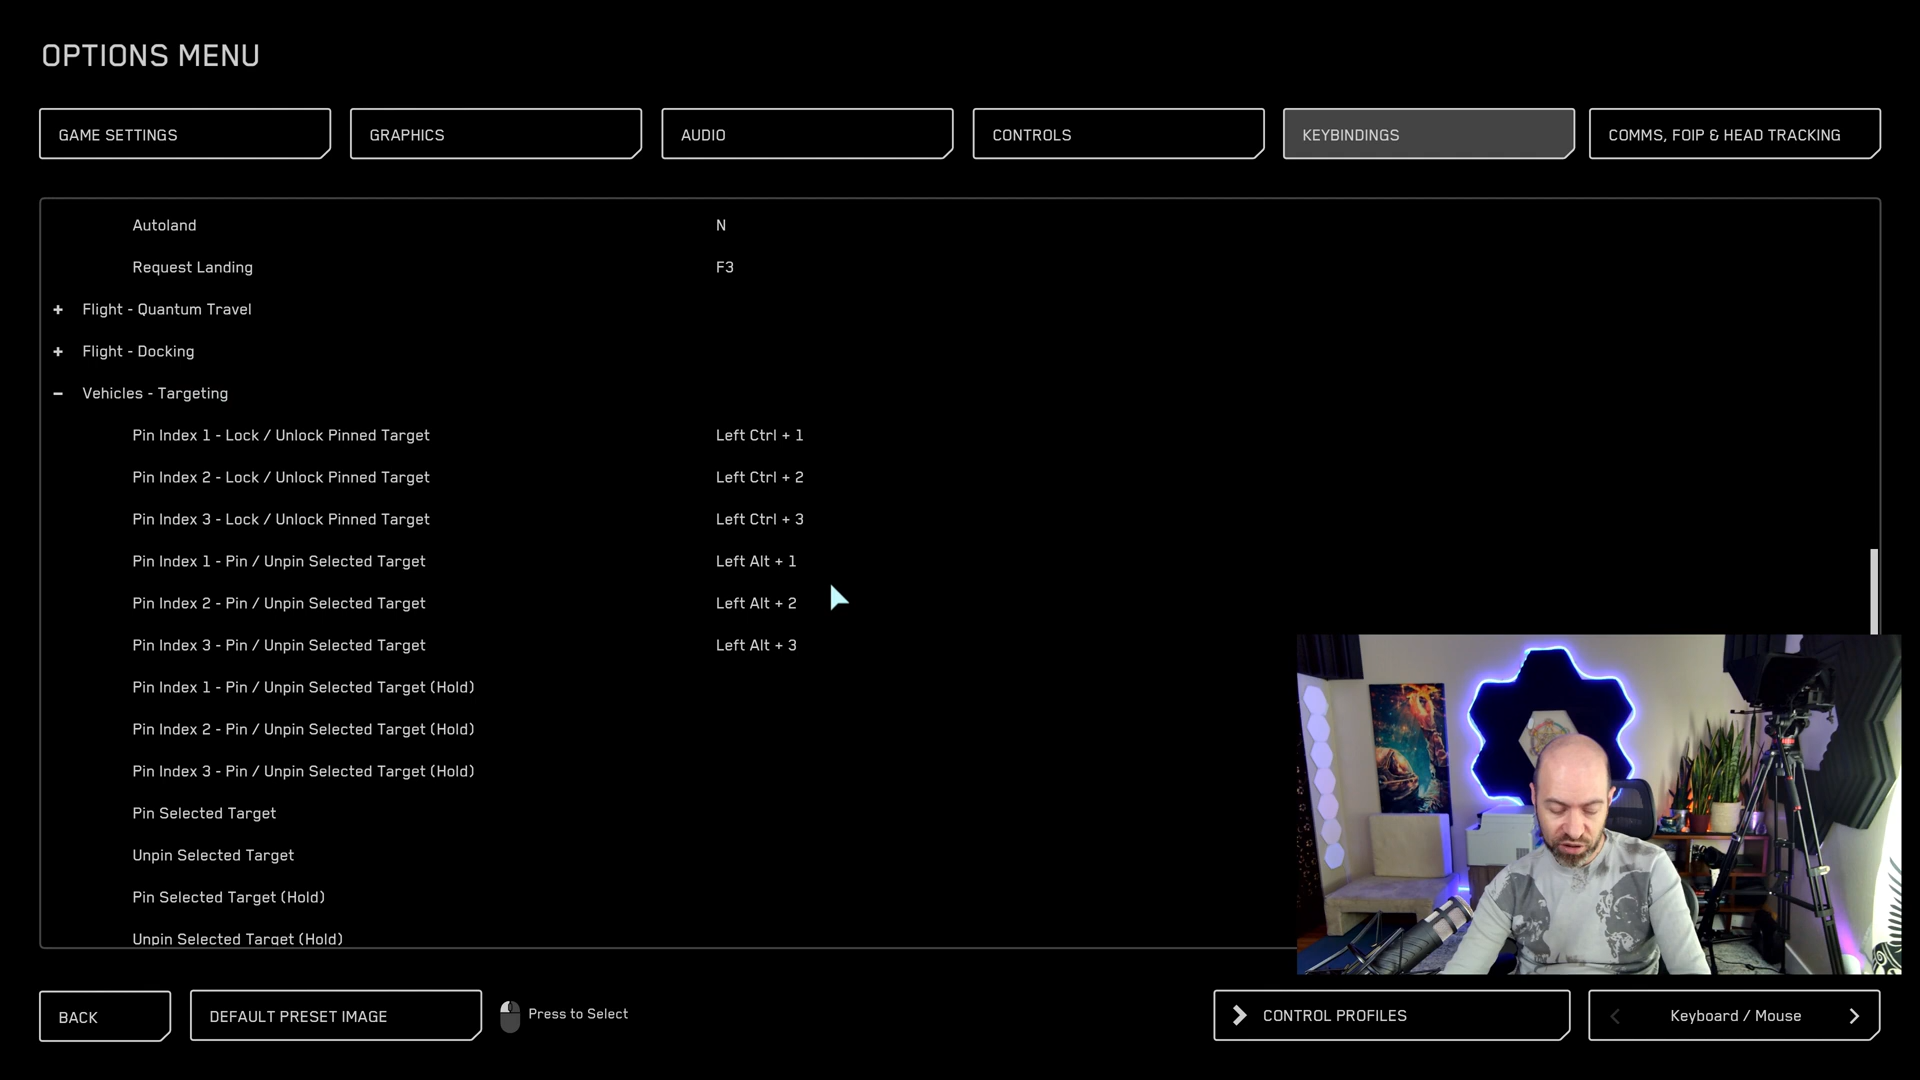 OPTIONS MENU
GAME SETTINGS
GRAPHICS
AUDIO
CONTROLS
KEYBINDINGS
COMMS, FOIP & HEAD TRACKING
Autoland N
Request Landing F3
+ Flight - Quantum Travel
+ Flight - Docking
- Vehicles - Targeting
Pin Index 1 - Lock / Unlock Pinned Target Left Ctrl + 1
Pin Index 2 - Lock / Unlock Pinned Target Left Ctrl + 2
Pin Index 3 - Lock / Unlock Pinned Target Left Ctrl + 3
Pin Index 1 - Pin / Unpin Selected Target Left Alt + 1
Pin Index 2 - Pin / Unpin Selected Target Left Alt + 2
Pin Index 3 - Pin / Unpin Selected Target Left Alt + 3
Pin Index 1 - Pin / Unpin Selected Target (Hold)
Pin Index 2 - Pin / Unpin Selected Target (Hold)
Pin Index 3 - Pin / Unpin Selected Target (Hold)
Pin Selected Target
Unpin Selected Target
Pin Selected Target (Hold)
Unpin Selected Target (Hold)
BACK
DEFAULT PRESET IMAGE
Press to Select
CONTROL PROFILES
Keyboard / Mouse